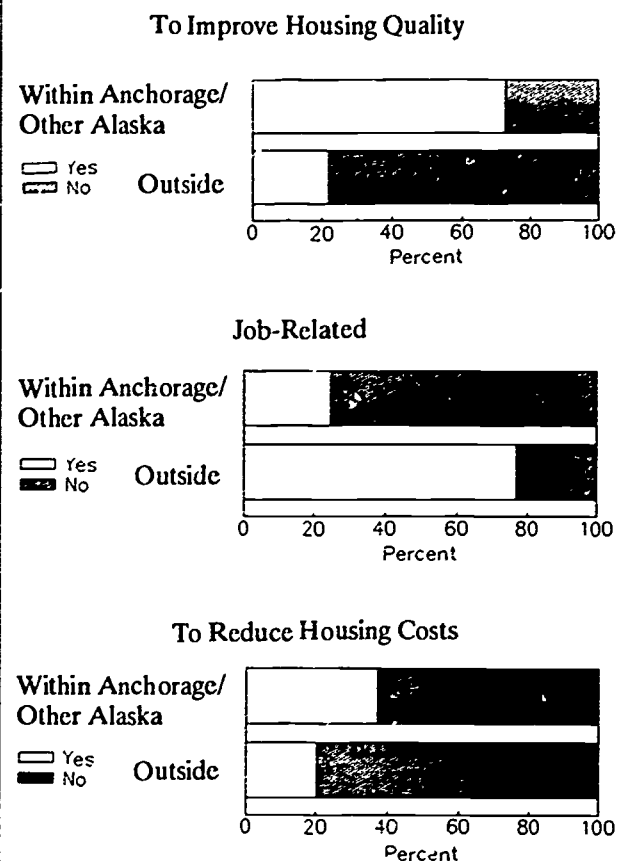 To Improve Housing Quality
Within Anchorage/
Other Alaska
Yes
No
Outside
0 20 40 60 80 100
Percent
Job-Related
Within Anchorage/
Other Alaska
Yes
No
Outside
0 20 40 60 80 100
Percent
To Reduce Housing Costs
Within Anchorage/
Other Alaska
Yes
No
Outside
0 20 40 60 80 100
Percent